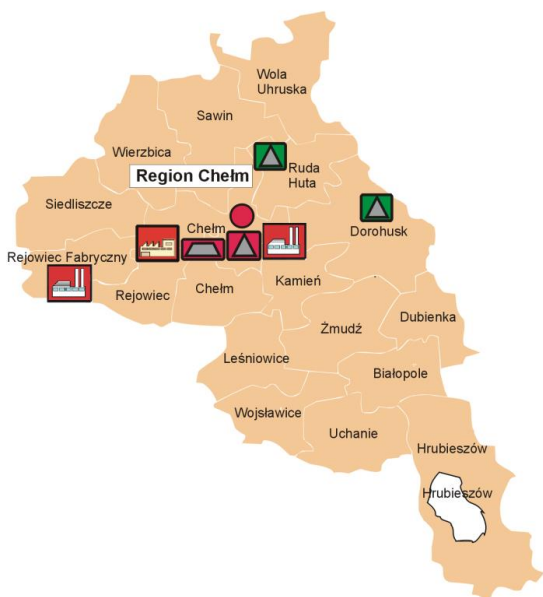 Wola
Uhruska
Sawin
Wierzbica
Ruda
Huta
Region Chełm
Siedliszcze
Chełm
Dorohusk
Rejowiec Fabryczny
Kamień
Rejowiec
Chełm
Żmudź
Dubienka
Leśniowice
Białopole
Wojsławice
Uchanie
Hrubieszów
Hrubieszów